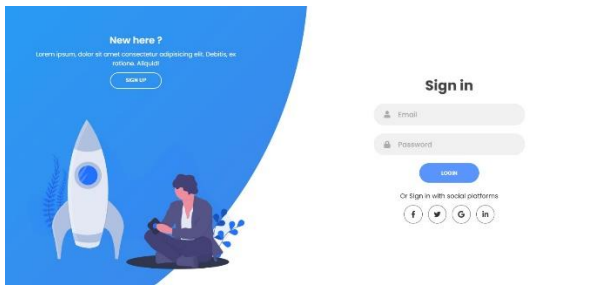 New here ?
Lorem ipsum, dolor sit amet consectetur adipisicing elit. Debitis, ex
ratione. Aliquid!
SIGN UP
Sign in
Email
Password
LOGIN
Or Sign in with social platforms